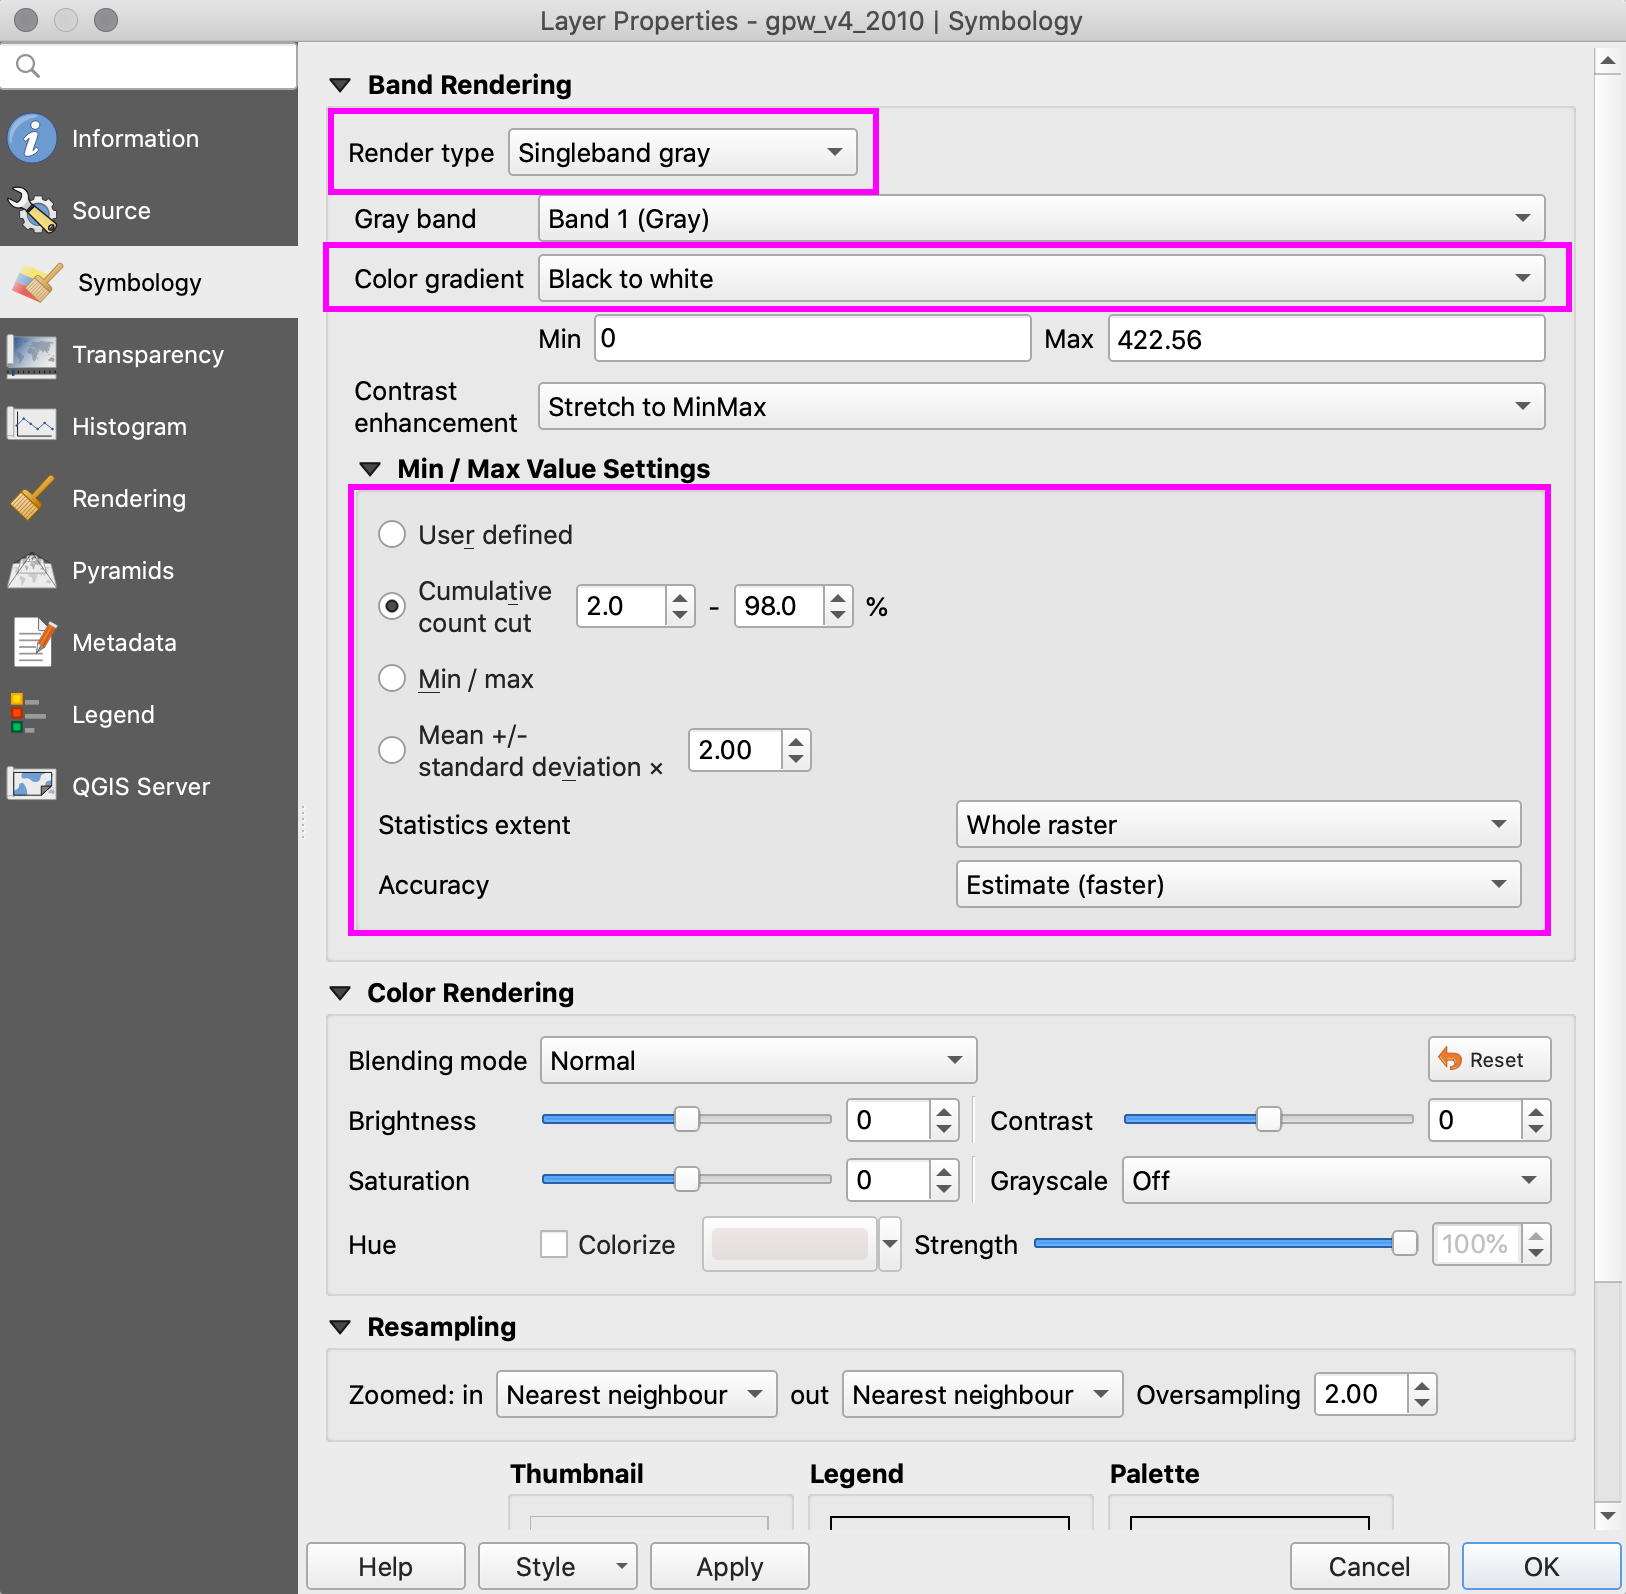 Layer Properties - gpw_v4_2010 | Symbology
Information
Source
Symbology
Transparency
Histogram
Rendering
Pyramids
Metadata
Legend
QGIS Server
Band Rendering
Render type Singleband gray
Gray band Band 1 (Gray)
Color gradient Black to white
Min 0 Max 422.56
Contrast
enhancement Stretch to MinMax
Min / Max Value Settings
User defined
Cumulative
count cut 2.0 - 98.0 %
Min / max
Mean +/-
standard deviation × 2.00
Statistics extent Whole raster
Accuracy Estimate (faster)
Color Rendering
Blending mode Normal Reset
Brightness 0 Contrast 0
Saturation 0 Grayscale Off
Hue Colorize Strength 100%
Resampling
Zoomed: in Nearest neighbour out Nearest neighbour Oversampling 2.00
Thumbnail Legend Palette
Help Style Apply Cancel OK